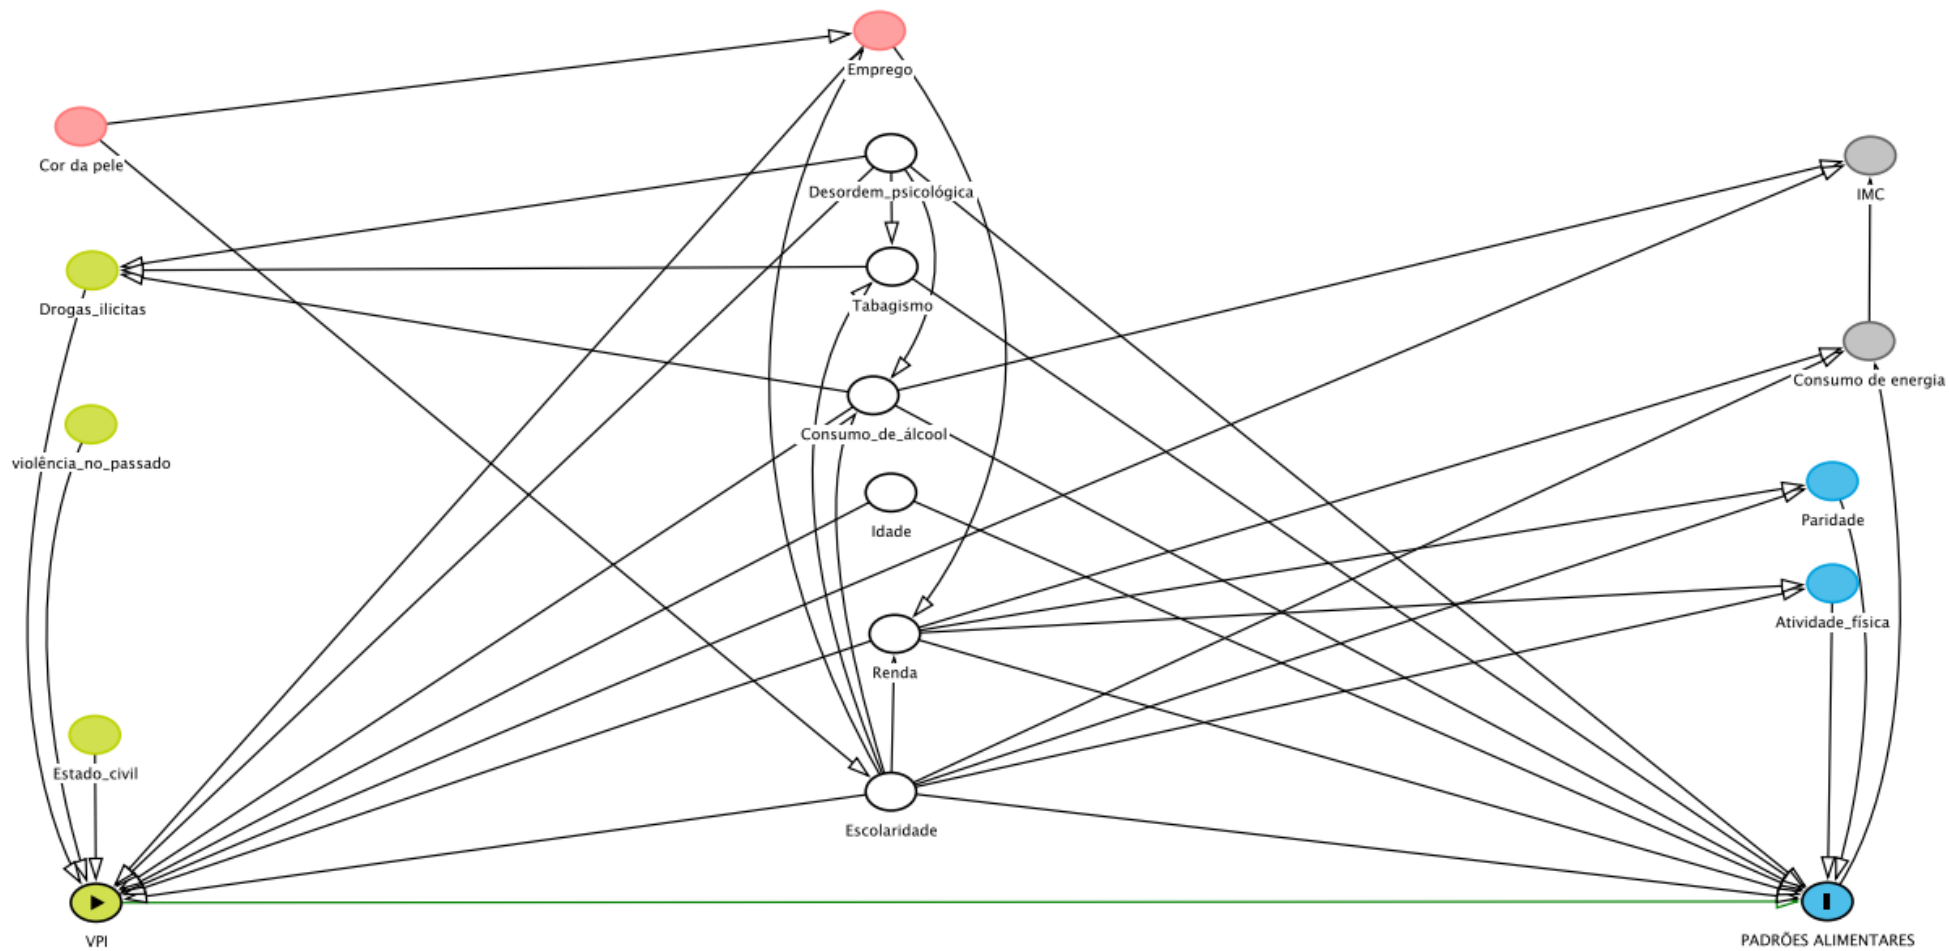 Emprego
Cor da pele
Desordem_psicológica
IMC
Drogas_ilicitas
Tabagismo
Consumo de energia
violência_no_passado
Consumo_de_álcool
Idade
Paridade
Atividade_física
Renda
Estado_civil
Escolaridade
VPI
PADRÕES ALIMENTARES